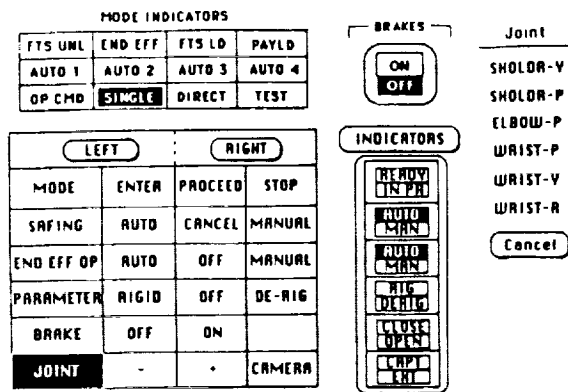 MODE INDICATORS
FTS UNL END EFF FTS LD PAYLD
AUTO 1 AUTO 2 AUTO 3 AUTO 4
OP CMD SINGLE DIRECT TEST
BRAKES
ON
OFF
Joint
SHOLDR-Y
SHOLDR-P
ELBOW-P
WRIST-P
WRIST-Y
WRIST-R
Cancel
LEFT RIGHT
MODE ENTER PROCEED STOP
SAFING AUTO CANCEL MANUAL
END EFF OP AUTO OFF MANUAL
PARAMETER RIGID OFF DE-RIG
BRAKE OFF ON
JOINT - + CAMERA
INDICATORS
READY
IN PR
AUTO
MAN
AUTO
MAN
RIG
DERIG
CLOSE
OPEN
CAPT
EXT